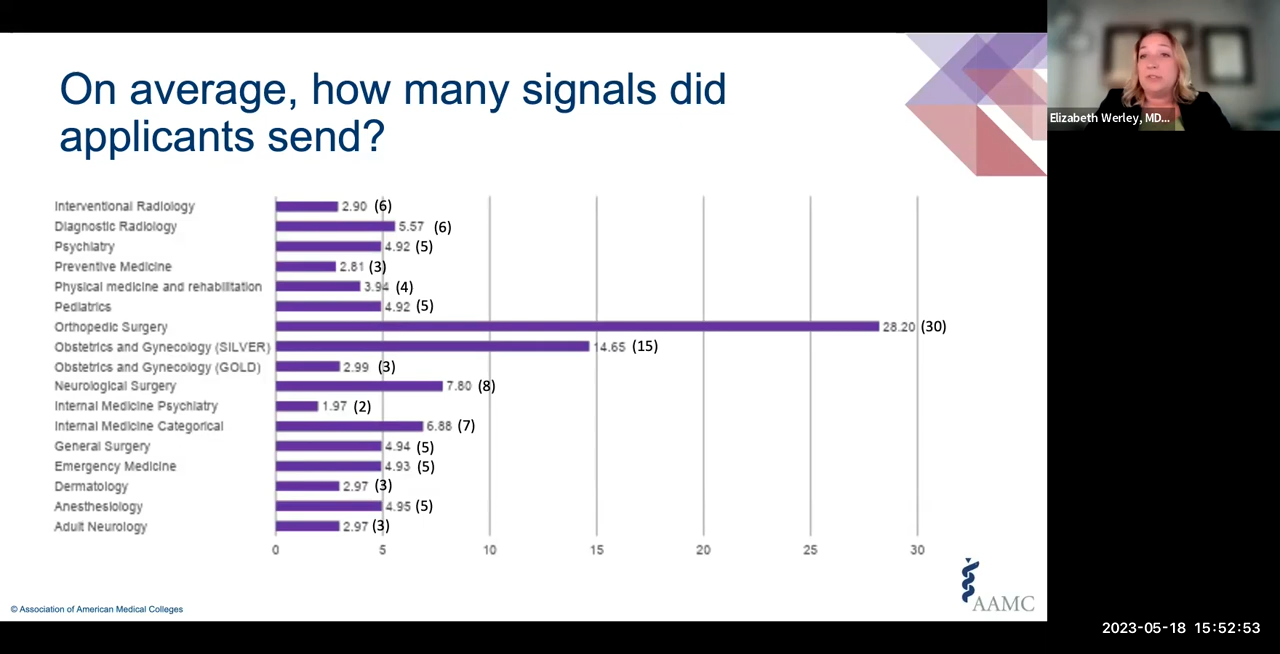 On average, how many signals did
applicants send?
Elizabeth Werley, MD...
Interventional Radiology 2.90 (6)
Diagnostic Radiology 5.57 (6)
Psychiatry 4.92 (5)
Preventive Medicine 2.81 (3)
Physical medicine and rehabilitation 3.94 (4)
Pediatrics 4.92 (5)
Orthopedic Surgery 28.20 (30)
Obstetrics and Gynecology (SILVER) 14.65 (15)
Obstetrics and Gynecology (GOLD) 2.99 (3)
Neurological Surgery 7.80 (8)
Internal Medicine Psychiatry 1.97 (2)
Internal Medicine Categorical 6.88 (7)
General Surgery 4.94 (5)
Emergency Medicine 4.93 (5)
Dermatology 2.97 (3)
Anesthesiology 4.95 (5)
Adult Neurology 2.97 (3)
0 5 10 15 20 25 30
AAMC
© Association of American Medical Colleges
2023-05-18 15:52:53